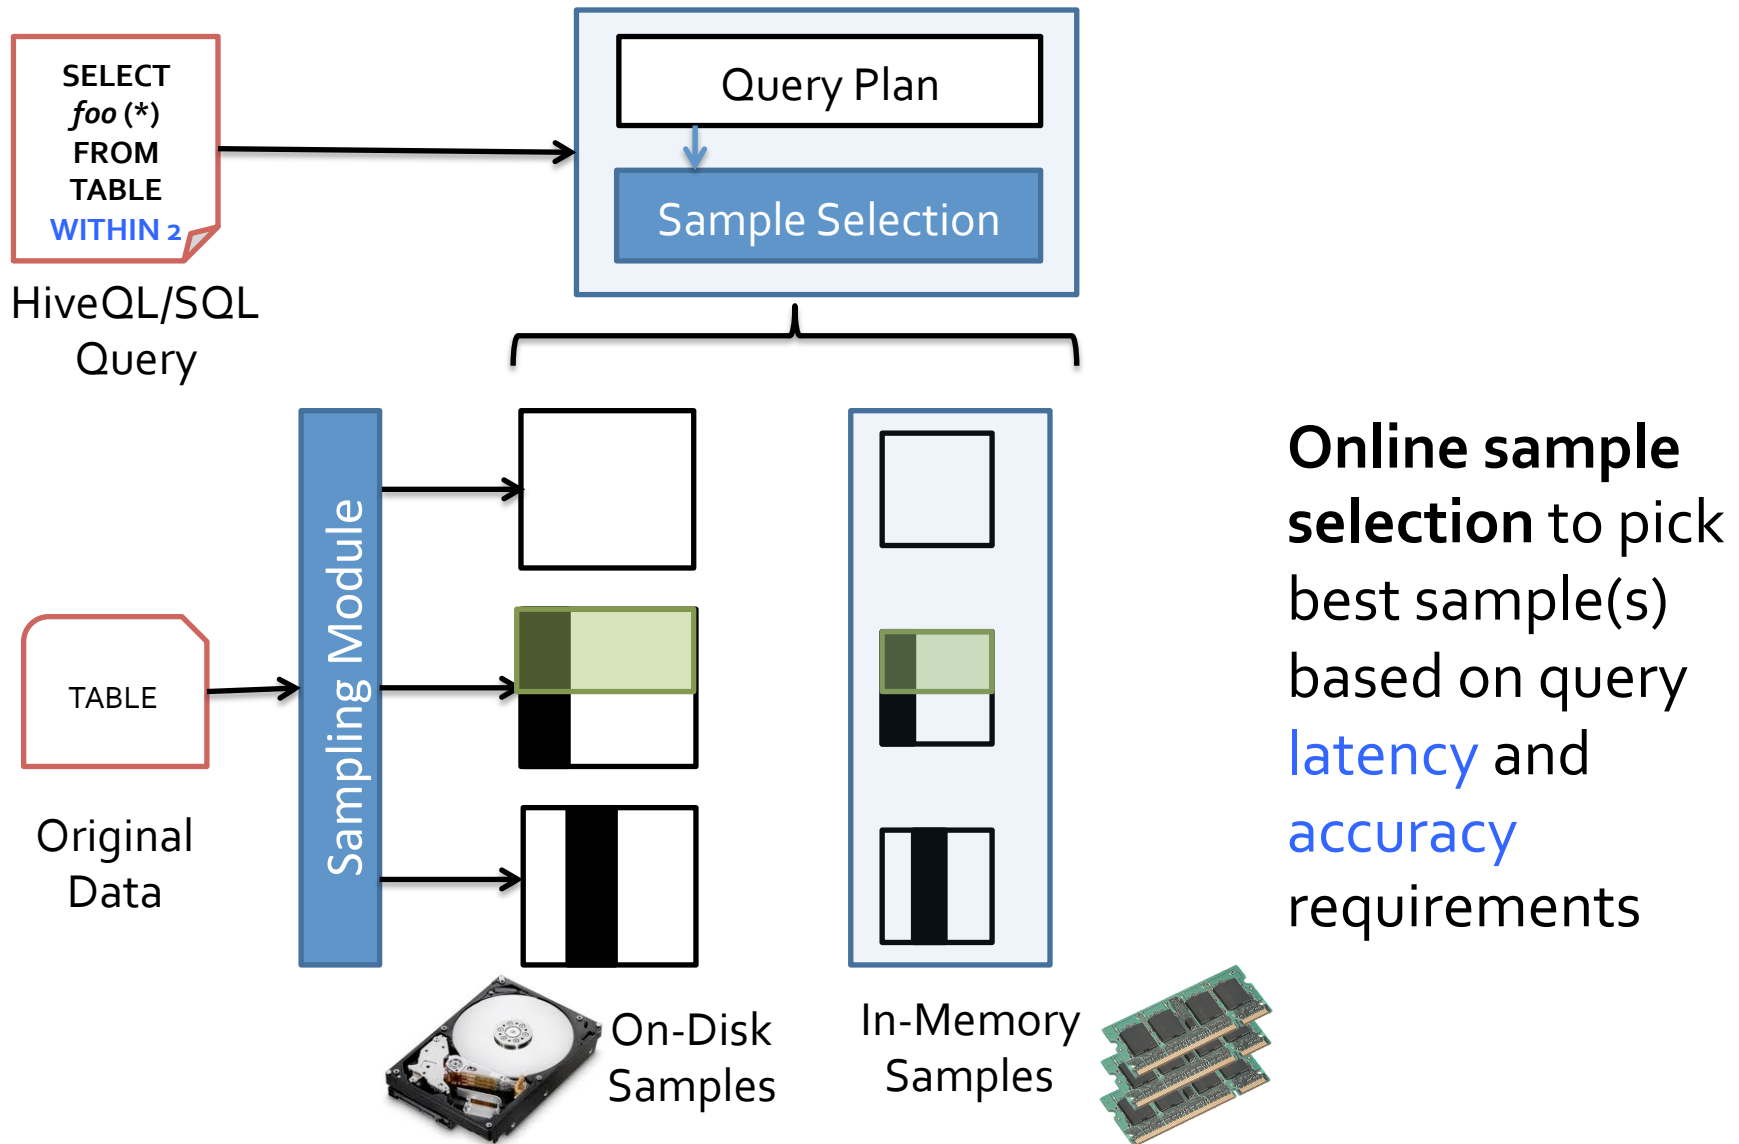 SELECT
foo (*)
FROM
TABLE
WITHIN 2
HiveQL/SQL
Query
Query Plan
Sample Selection
Sampling Module
TABLE
Original
Data
On-Disk
Samples
In-Memory
Samples
Online sample
selection to pick
best sample(s)
based on query
latency and
accuracy
requirements